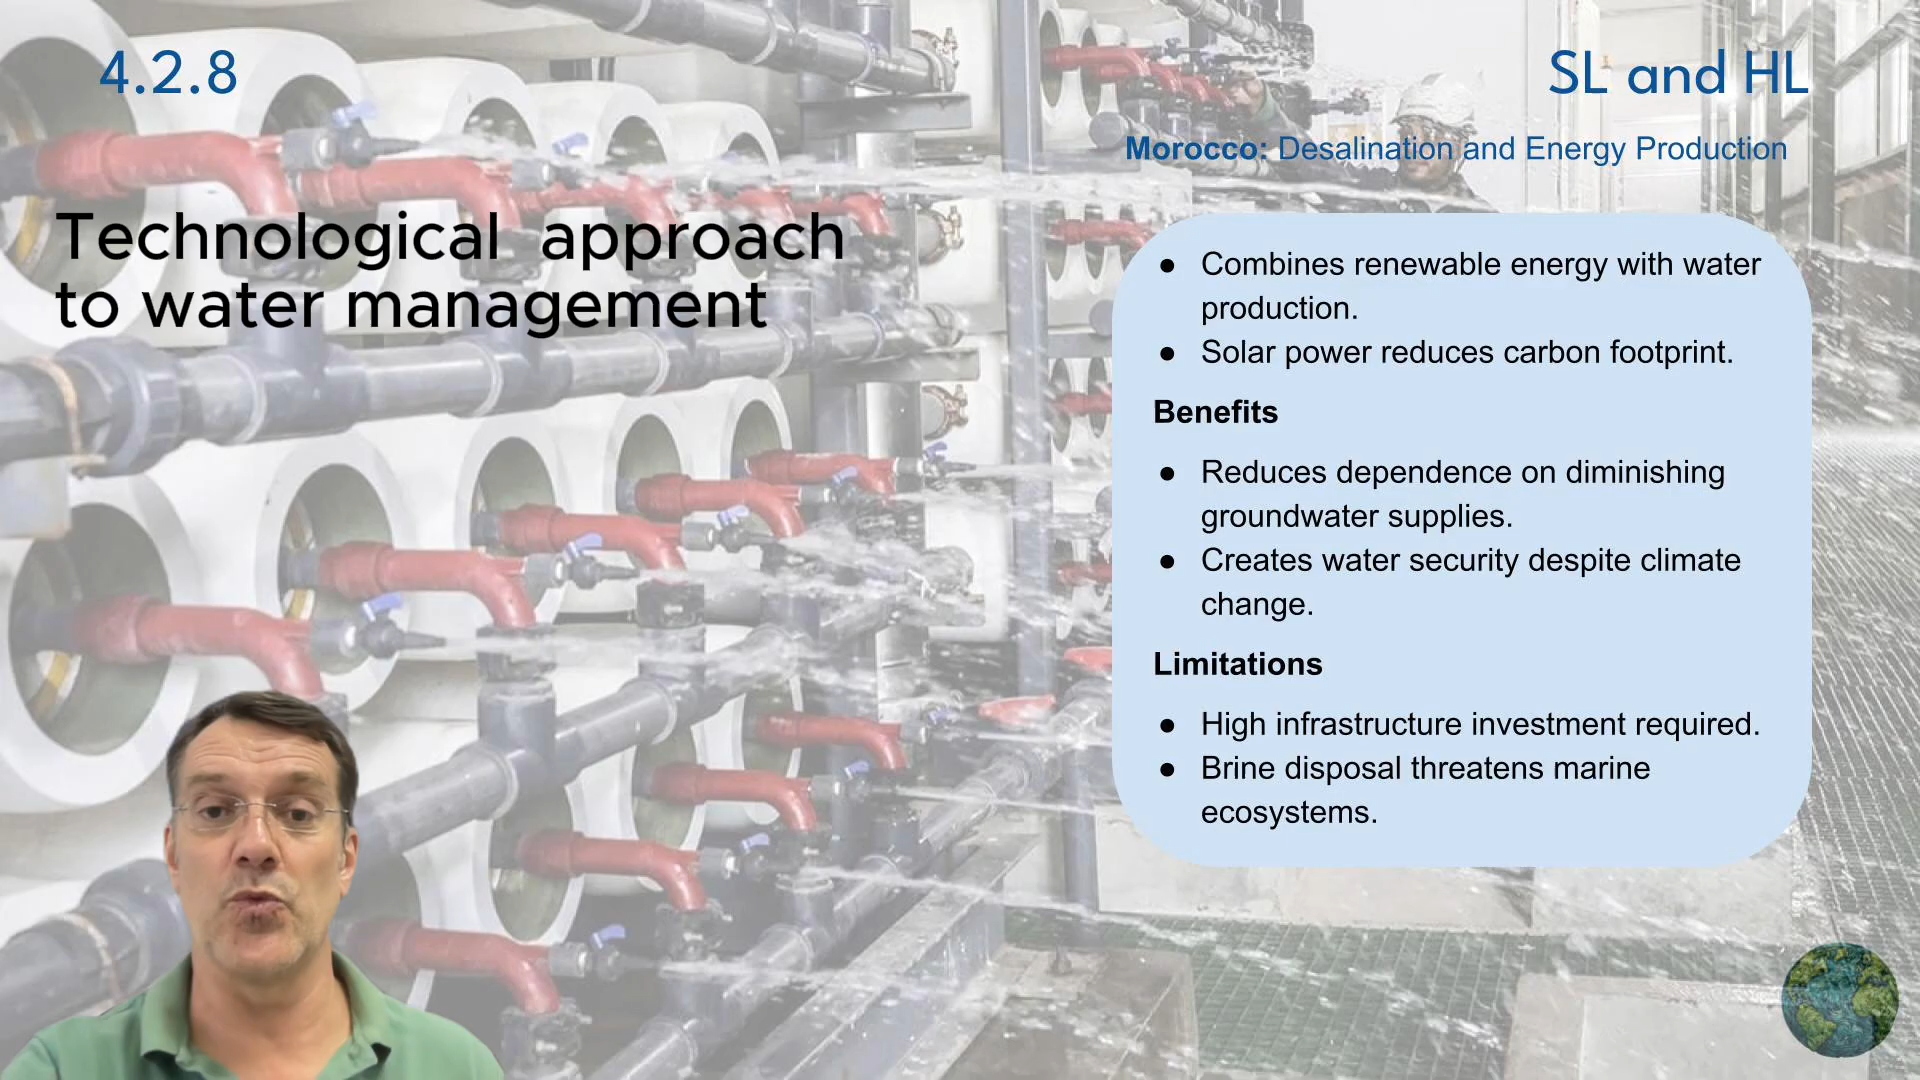 4.2.8
SL and HL
Morocco: Desalination and Energy Production
Technological approach
to water management
● Combines renewable energy with water
production.
● Solar power reduces carbon footprint.
Benefits
● Reduces dependence on diminishing
groundwater supplies.
● Creates water security despite climate
change.
Limitations
● High infrastructure investment required.
● Brine disposal threatens marine
ecosystems.